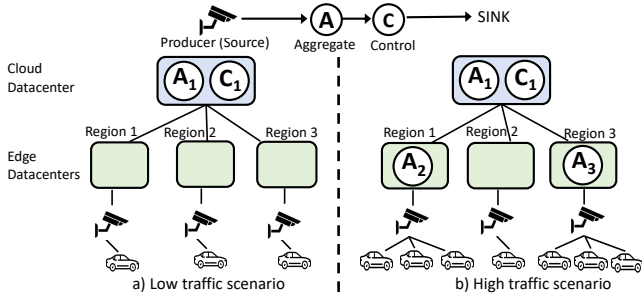 A C SINK
Producer (Source) Aggregate Control
Cloud
Datacenter
A1 C1
A1 C1
Region 1 Region 2 Region 3
Region 1 Region 2 Region 3
Edge
Datacenters
A2 A3
a) Low traffic scenario
b) High traffic scenario